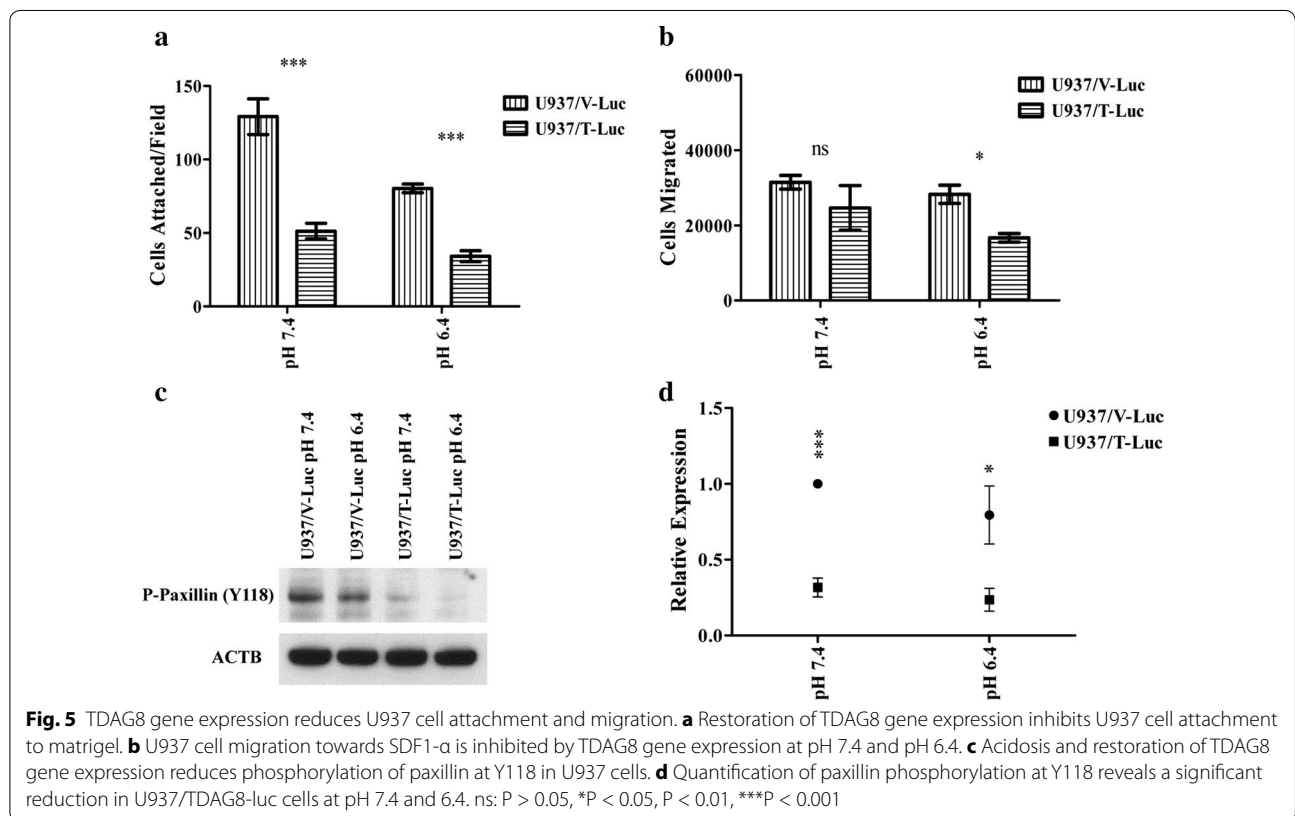 a
***
***
150
100
50
0
Cells Attached/Field
pH 7.4
pH 6.4
U937/V-Luc
U937/T-Luc
b
60000
40000
20000
0
Cells Migrated
ns
*
pH 7.4
pH 6.4
U937/V-Luc
U937/T-Luc
c
U937/V-Luc pH 7.4
U937/V-Luc pH 6.4
U937/T-Luc pH 7.4
U937/T-Luc pH 6.4
P-Paxillin (Y118)
ACTB
d
1.5
1.0
0.5
0.0
Relative Expression
***
*
pH 7.4
pH 6.4
U937/V-Luc
U937/T-Luc
Fig. 5 TDAG8 gene expression reduces U937 cell attachment and migration. a Restoration of TDAG8 gene expression inhibits U937 cell attachment
to matrigel. b U937 cell migration towards SDF1-α is inhibited by TDAG8 gene expression at pH 7.4 and pH 6.4. c Acidosis and restoration of TDAG8
gene expression reduces phosphorylation of paxillin at Y118 in U937 cells. d Quantification of paxillin phosphorylation at Y118 reveals a significant
reduction in U937/TDAG8-luc cells at pH 7.4 and 6.4. ns: P > 0.05, *P < 0.05, P < 0.01, ***P < 0.001